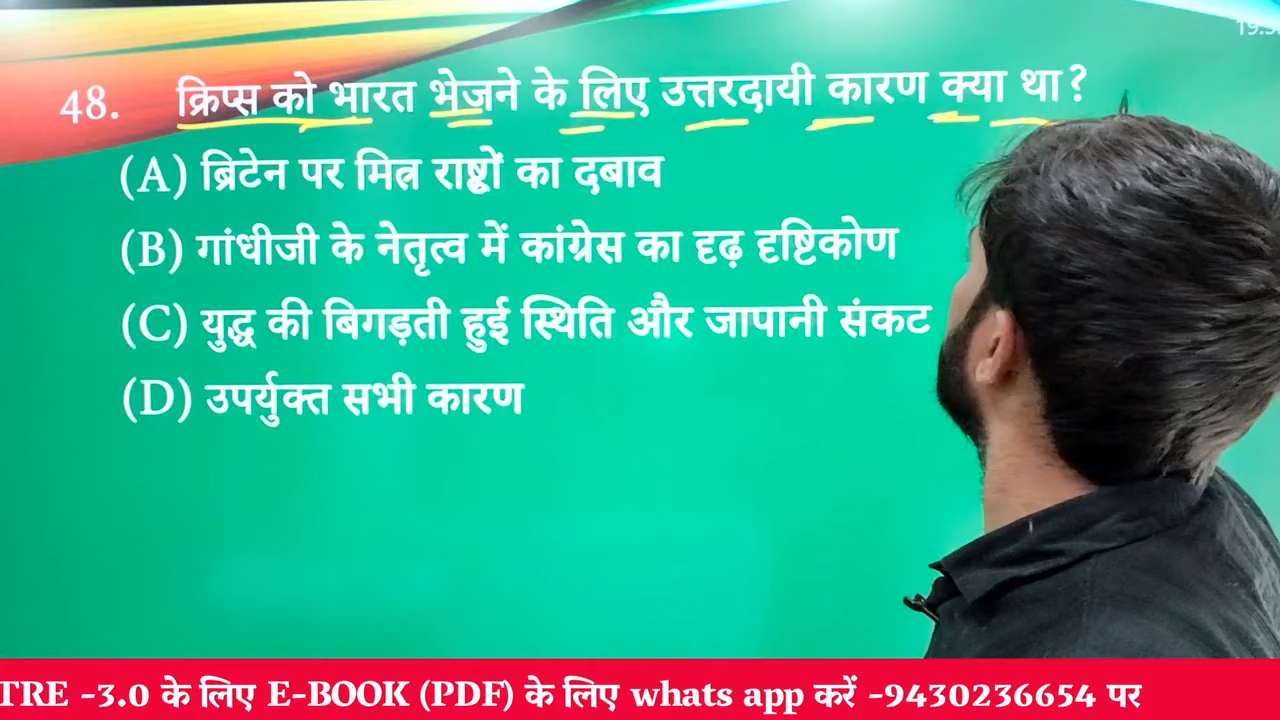 48. क्रिप्स को भारत भेजने के लिए उत्तरदायी कारण क्या था?
(A) ब्रिटेन पर मित्र राष्ट्रों का दबाव
(B) गांधीजी के नेतृत्व में कांग्रेस का दृढ़ दृष्टिकोण
(C) युद्ध की बिगड़ती हुई स्थिति और जापानी संकट
(D) उपर्युक्त सभी कारण
TRE -3.0 के लिए E-BOOK (PDF) के लिए whats app करें -9430236654 पर